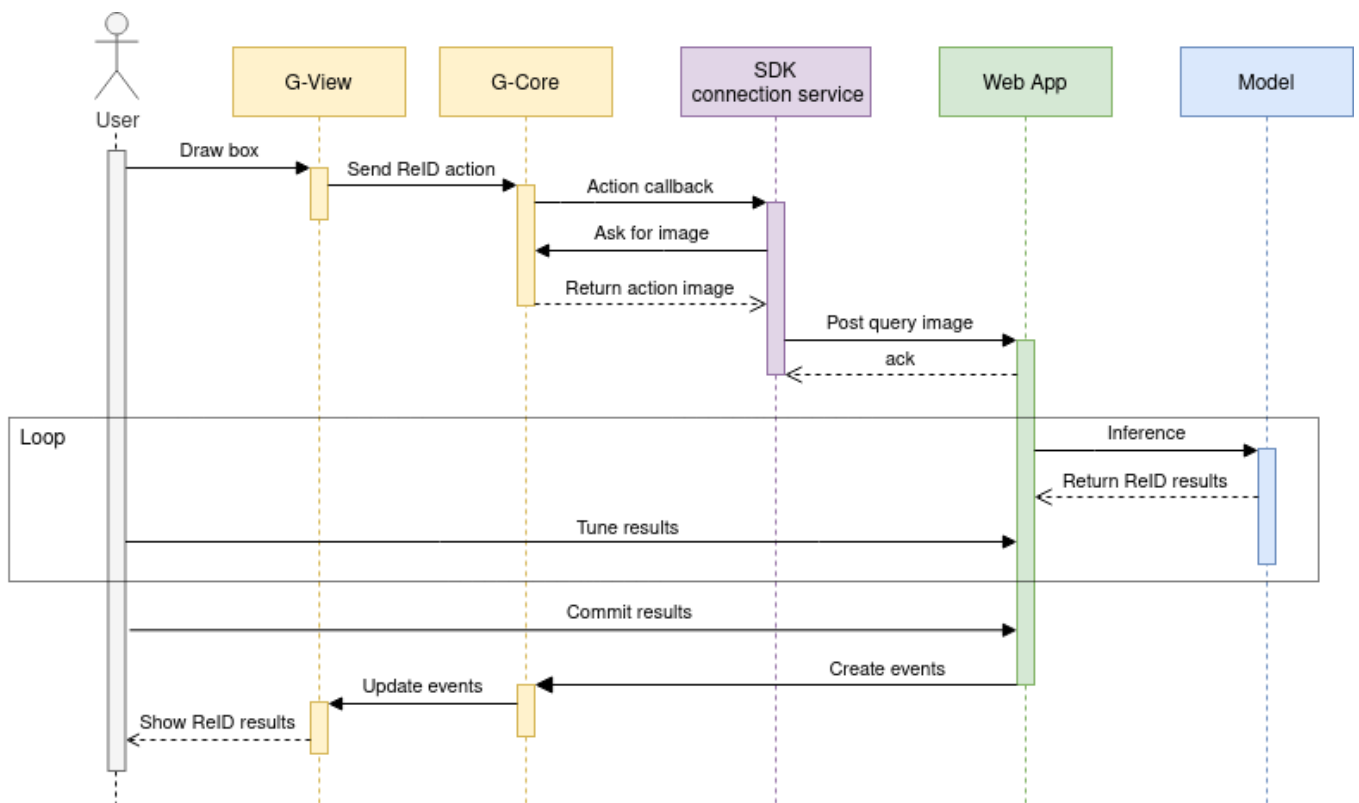 User
G-View
G-Core
SDK
connection service
Web App
Model
Draw box
Send ReID action
Action callback
Ask for image
Return action image
Post query image
ack
Loop
Inference
Return ReID results
Tune results
Commit results
Create events
Update events
Show ReID results